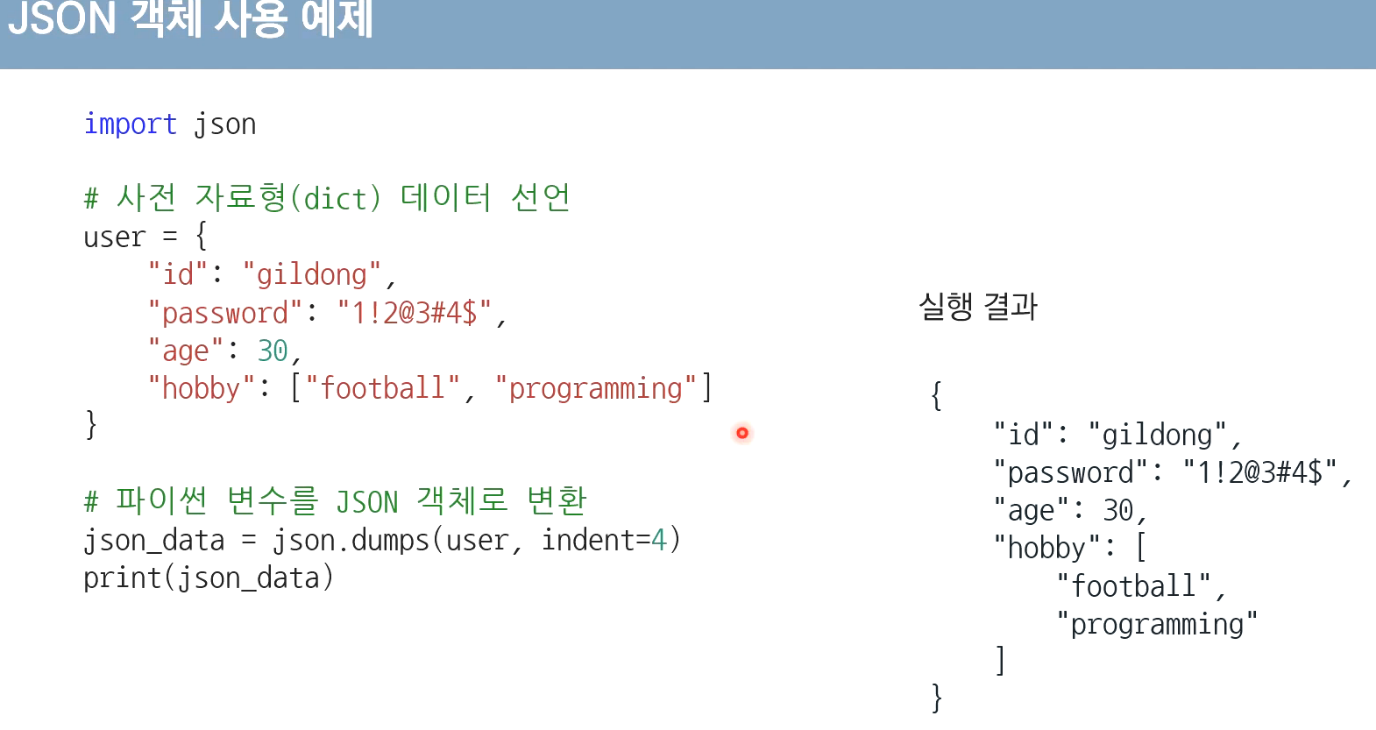 JSON 객체 사용 예제
import json
# 사전 자료형(dict) 데이터 선언
user = {
    "id": "gildong",
    "password": "1!2@3#4$",
    "age": 30,
    "hobby": ["football", "programming"]
}
# 파이썬 변수를 JSON 객체로 변환
json_data = json.dumps(user, indent=4)
print(json_data)
실행 결과
{
    "id": "gildong",
    "password": "1!2@3#4$",
    "age": 30,
    "hobby": [
        "football",
        "programming"
    ]
}